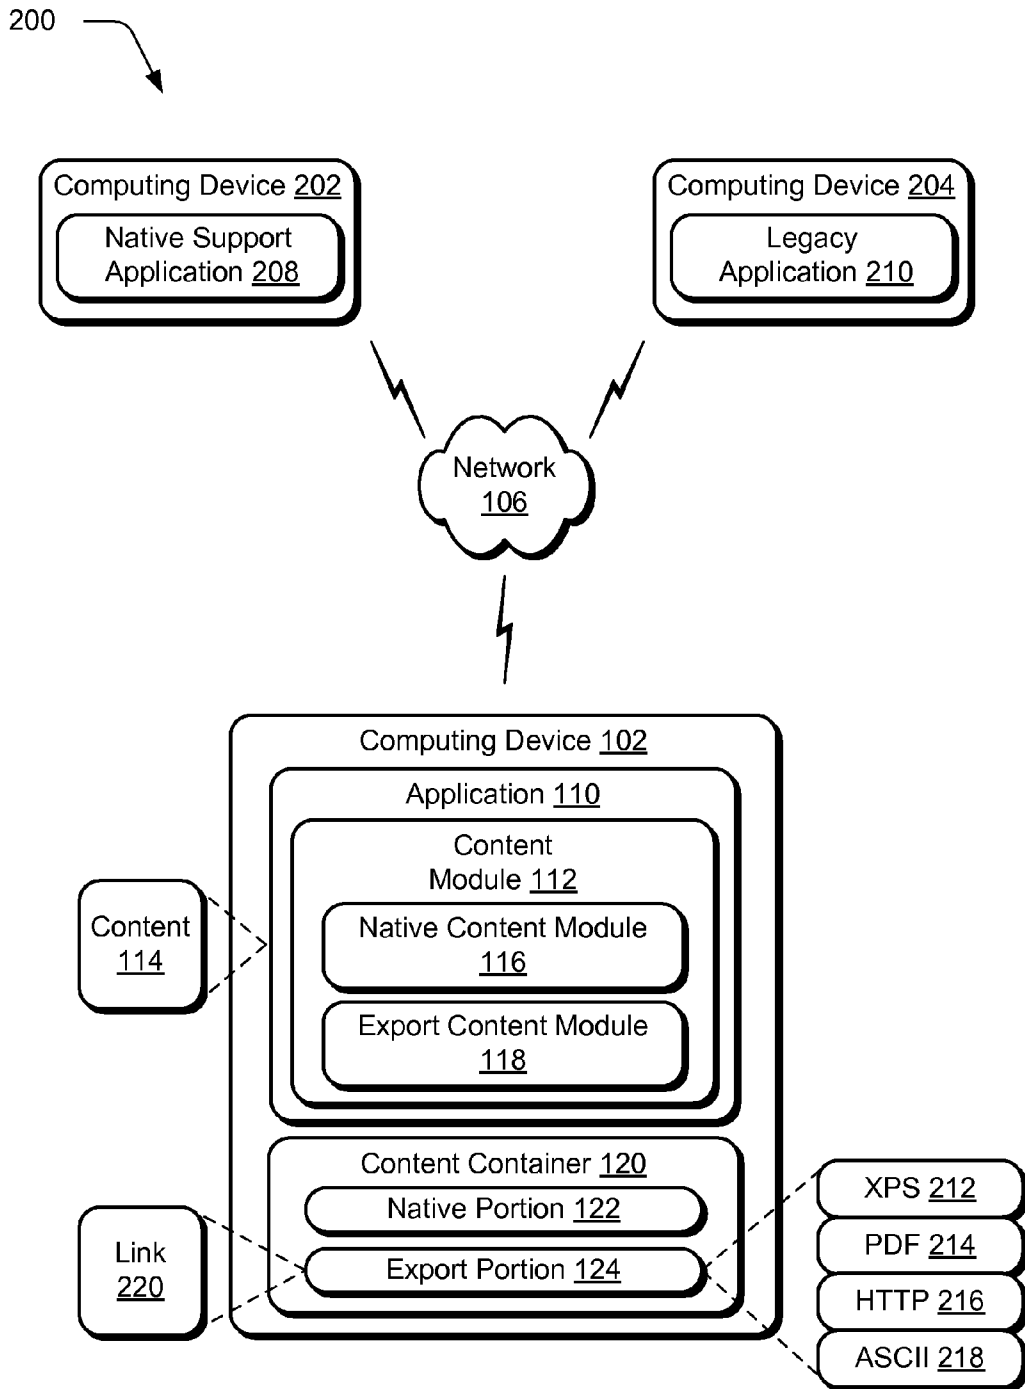 200
Computing Device 202
Native Support
Application 208
Computing Device 204
Legacy
Application 210
Network
106
Computing Device 102
Application 110
Content
Module 112
Native Content Module
116
Export Content Module
118
Content
114
Content Container 120
Native Portion 122
Export Portion 124
Link
220
XPS 212
PDF 214
HTTP 216
ASCII 218